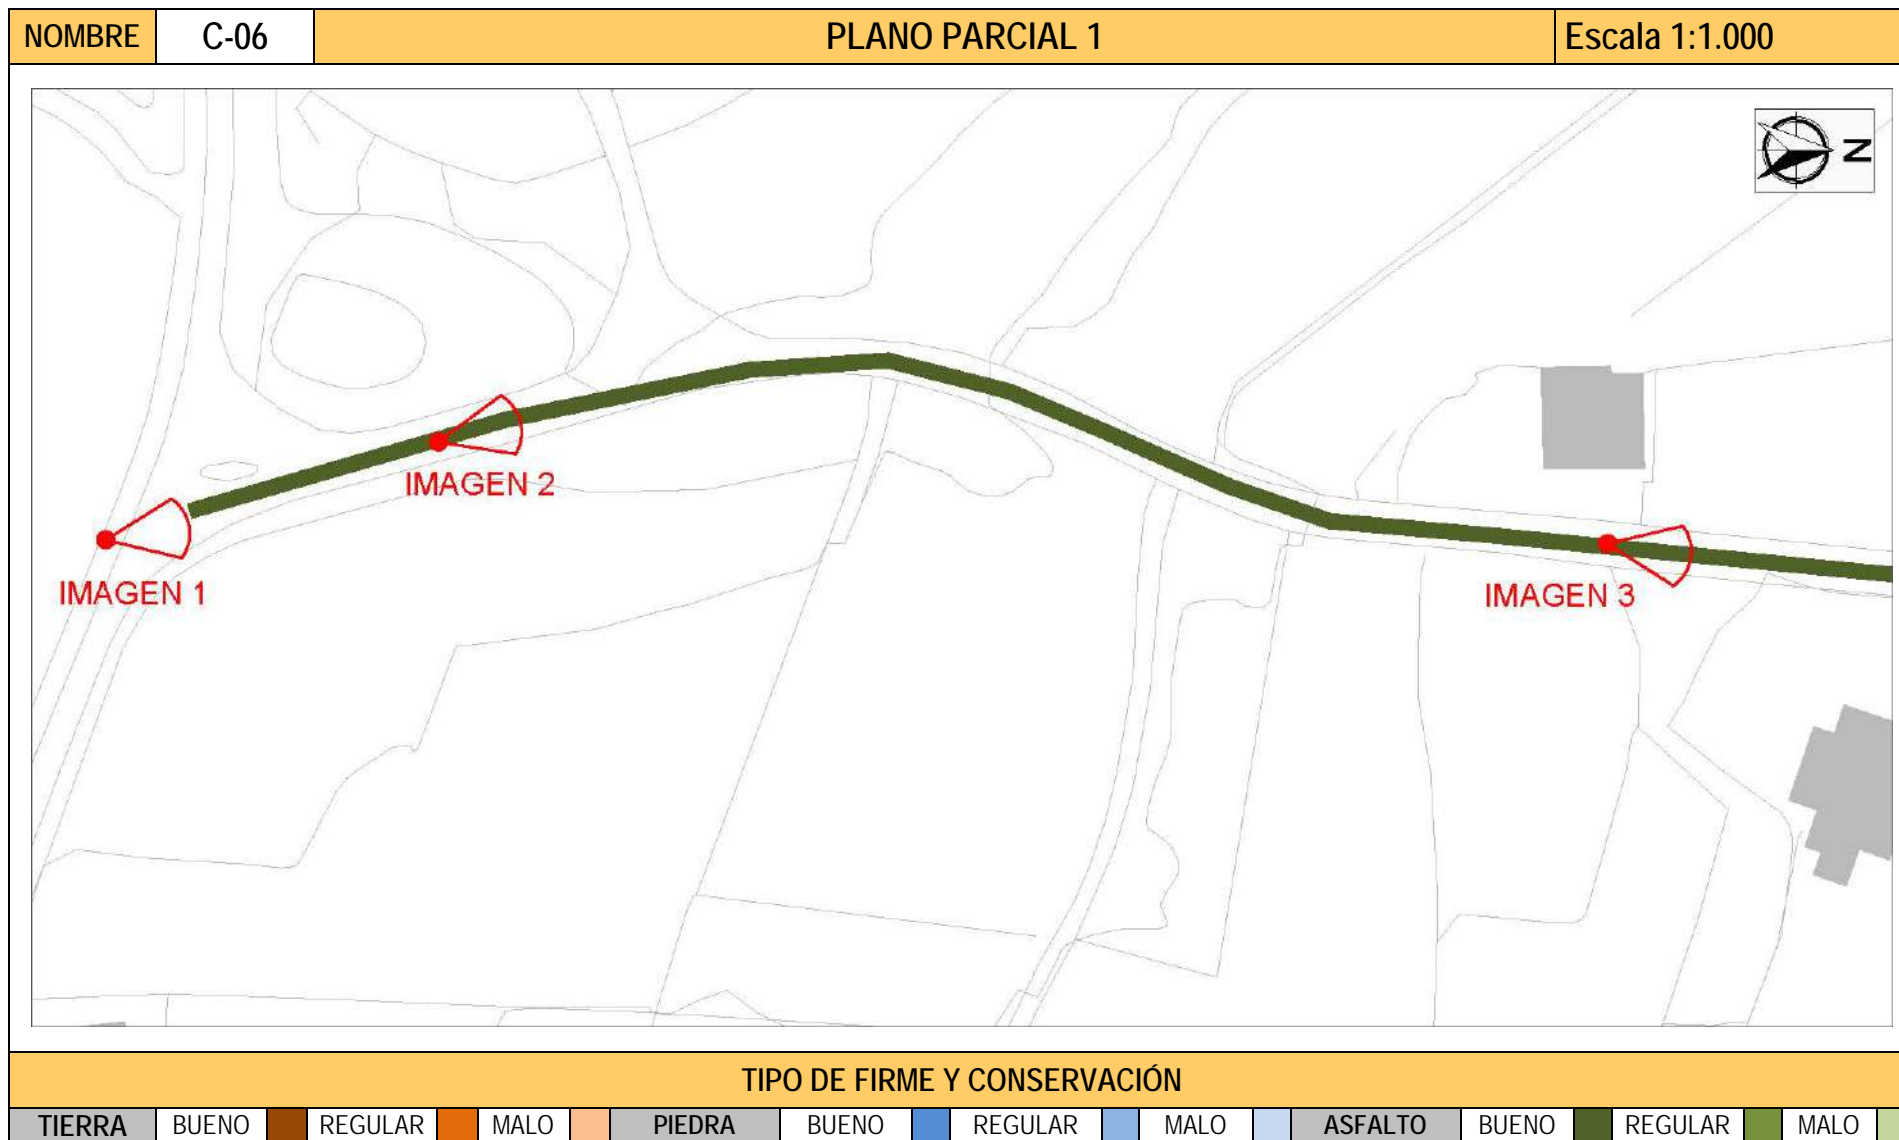 NOMBRE C-06 PLANO PARCIAL 1 Escala 1:1.000
N
IMAGEN 2
IMAGEN 1
IMAGEN 3
TIPO DE FIRME Y CONSERVACIÓN
TIERRA BUENO REGULAR MALO PIEDRA BUENO REGULAR MALO ASFALTO BUENO REGULAR MALO